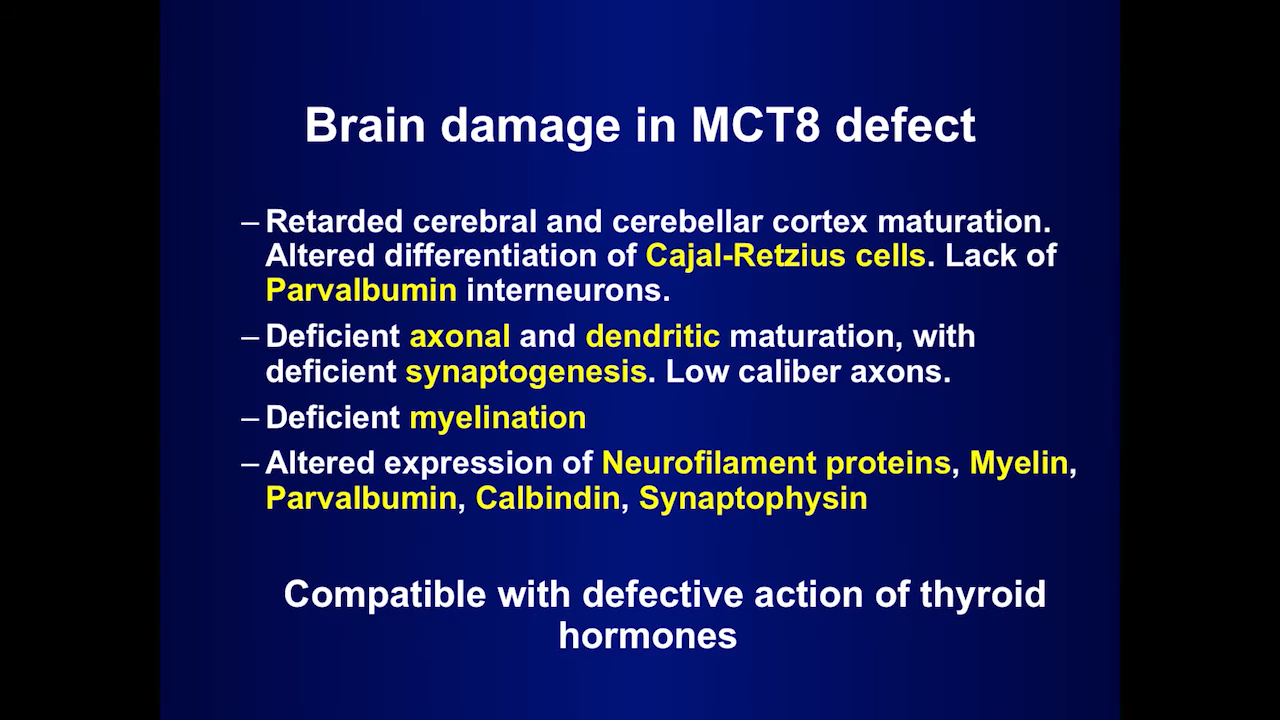 Brain damage in MCT8 defect
– Retarded cerebral and cerebellar cortex maturation.
Altered differentiation of Cajal-Retzius cells. Lack of
Parvalbumin interneurons.
– Deficient axonal and dendritic maturation, with
deficient synaptogenesis. Low caliber axons.
– Deficient myelination
– Altered expression of Neurofilament proteins, Myelin,
Parvalbumin, Calbindin, Synaptophysin
Compatible with defective action of thyroid
hormones